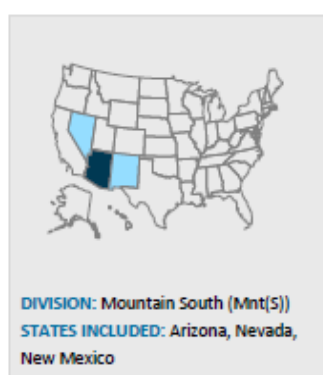 DIVISION: Mountain South (Mnt(S))
STATES INCLUDED: Arizona, Nevada,
New Mexico